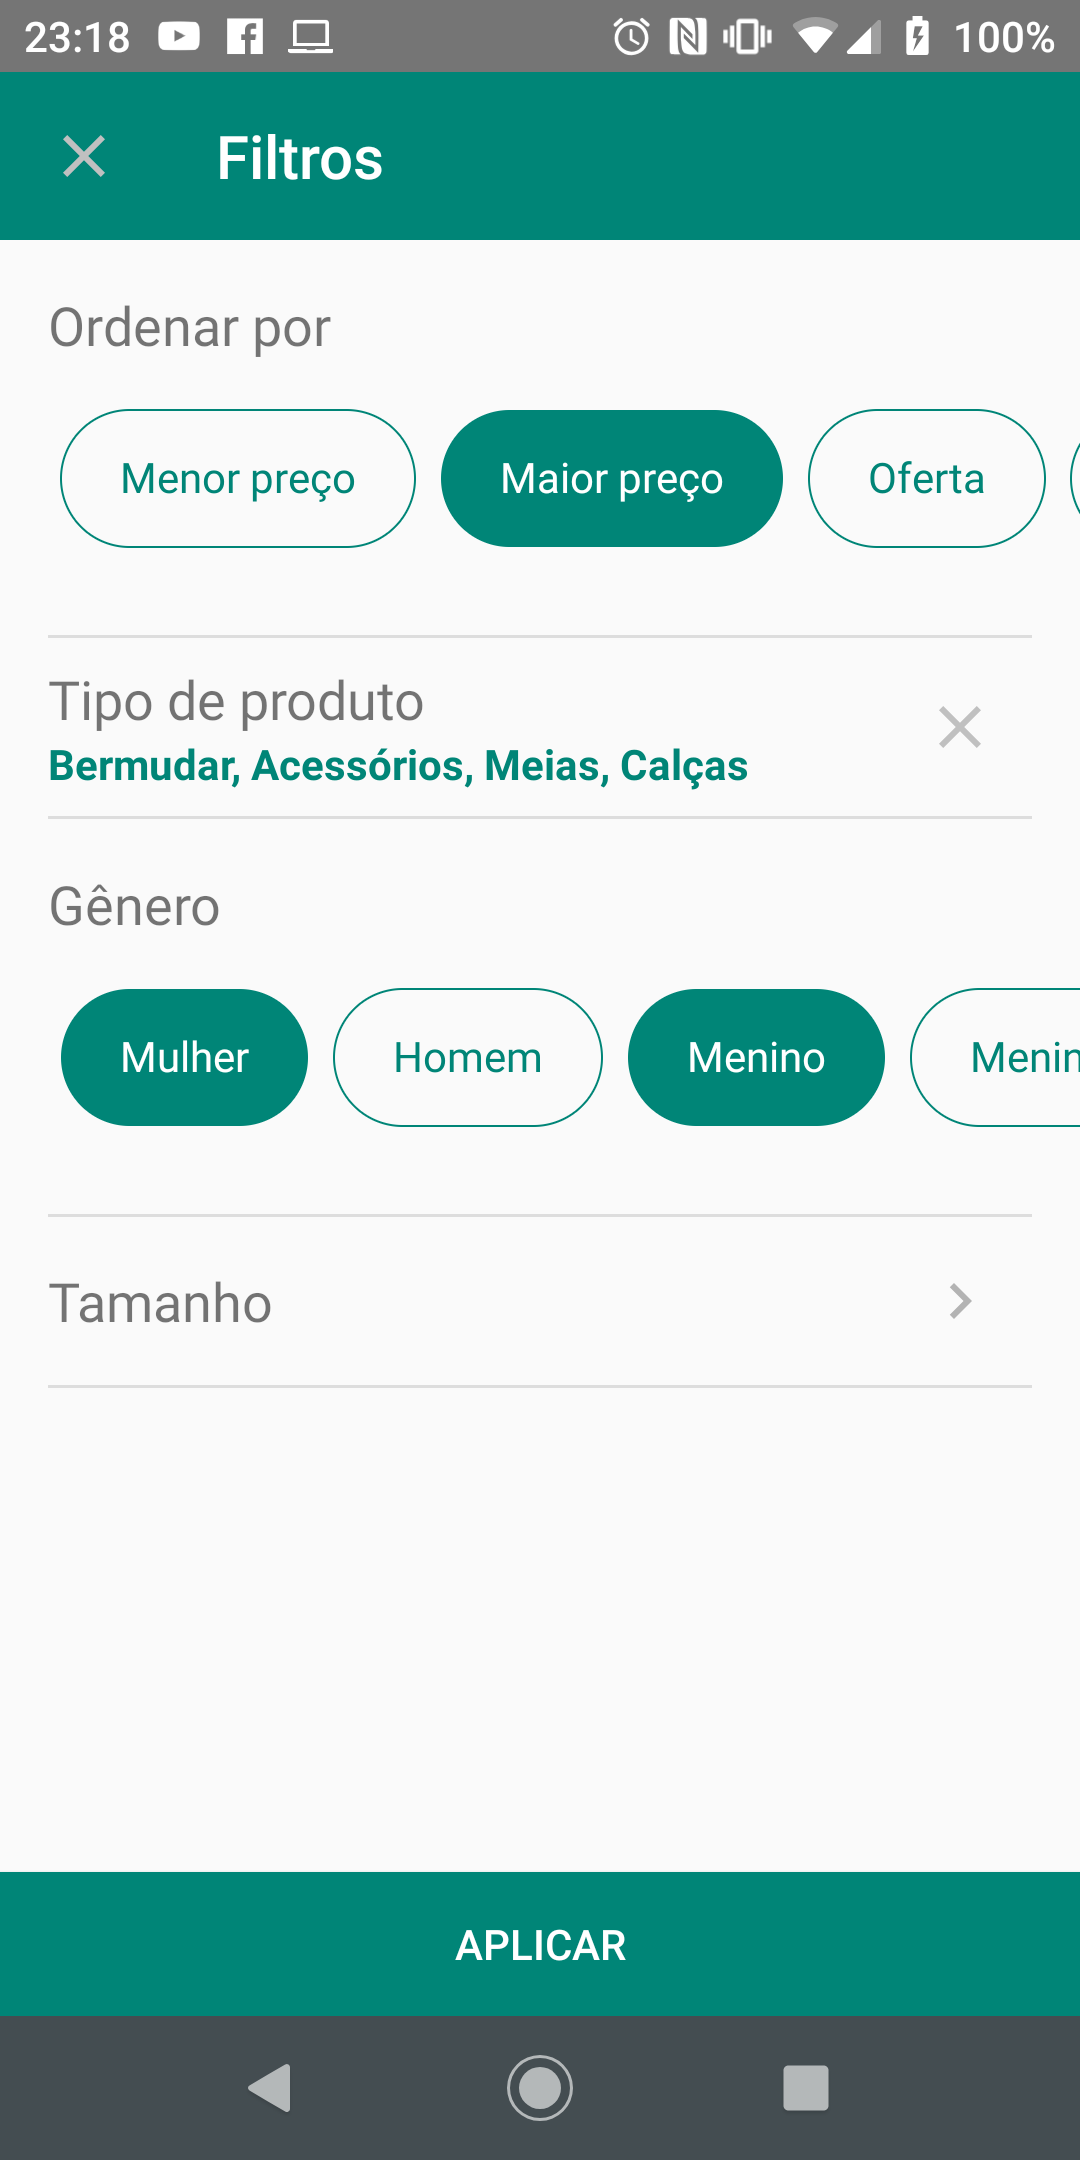 23:18 100%
Filtros
Ordenar por
Menor preço Maior preço Oferta
Tipo de produto
Bermudar, Acessórios, Meias, Calças
Gênero
Mulher Homem Menino Menin
Tamanho
APLICAR